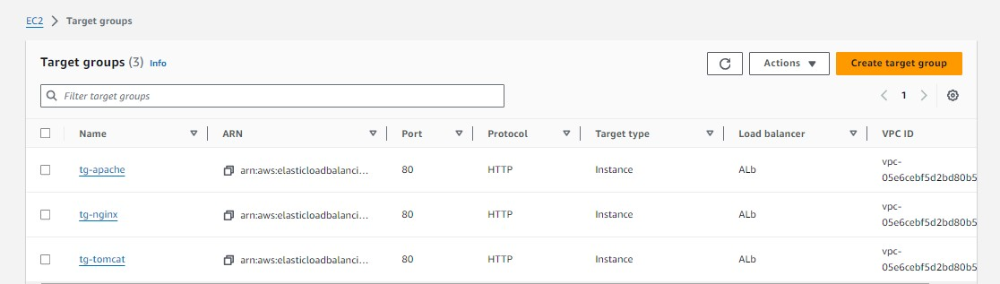 EC2 > Target groups
Target groups (3) Info
Actions
Create target group
Filter target groups
1
Name ARN Port Protocol Target type Load balancer VPC ID
tg-apache arn:aws:elasticloadbalanci... 80 HTTP Instance ALb vpc-
05e6cebf5d2bd80b5
tg-nginx arn:aws:elasticloadbalanci... 80 HTTP Instance ALb vpc-
05e6cebf5d2bd80b5
tg-tomcat arn:aws:elasticloadbalanci... 80 HTTP Instance ALb vpc-
05e6cebf5d2bd80b5